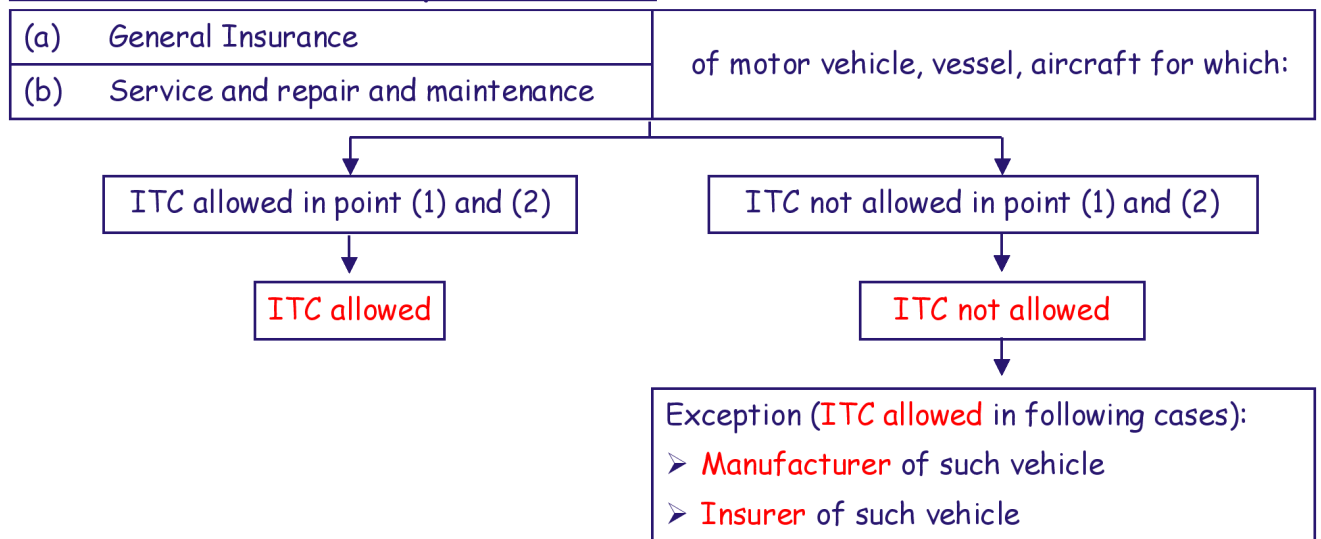 (a) General Insurance
(b) Service and repair and maintenance
of motor vehicle, vessel, aircraft for which:
ITC allowed in point (1) and (2)
ITC not allowed in point (1) and (2)
ITC allowed
ITC not allowed
Exception (ITC allowed in following cases):
➢ Manufacturer of such vehicle
➢ Insurer of such vehicle